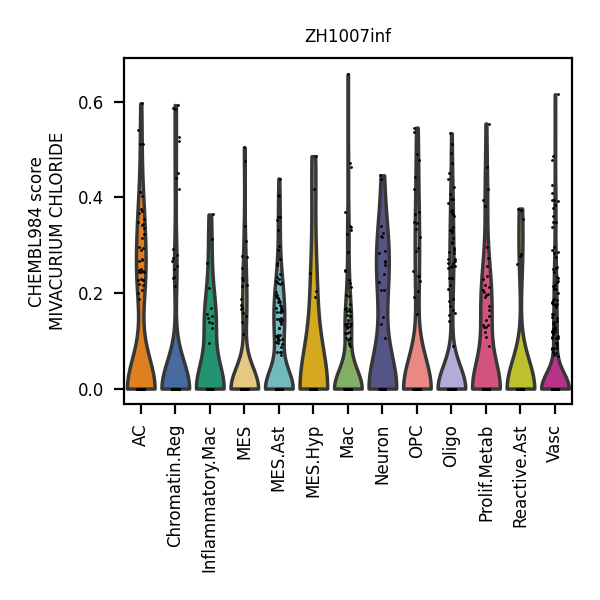 ZH1007inf
CHEMBL984 score
MIVACURIUM CHLORIDE
0.6
0.4
0.2
0.0
AC
Chromatin.Reg
Inflammatory.Mac
MES
MES.Ast
MES.Hyp
Mac
Neuron
OPC
Oligo
Prolif.Metab
Reactive.Ast
Vasc